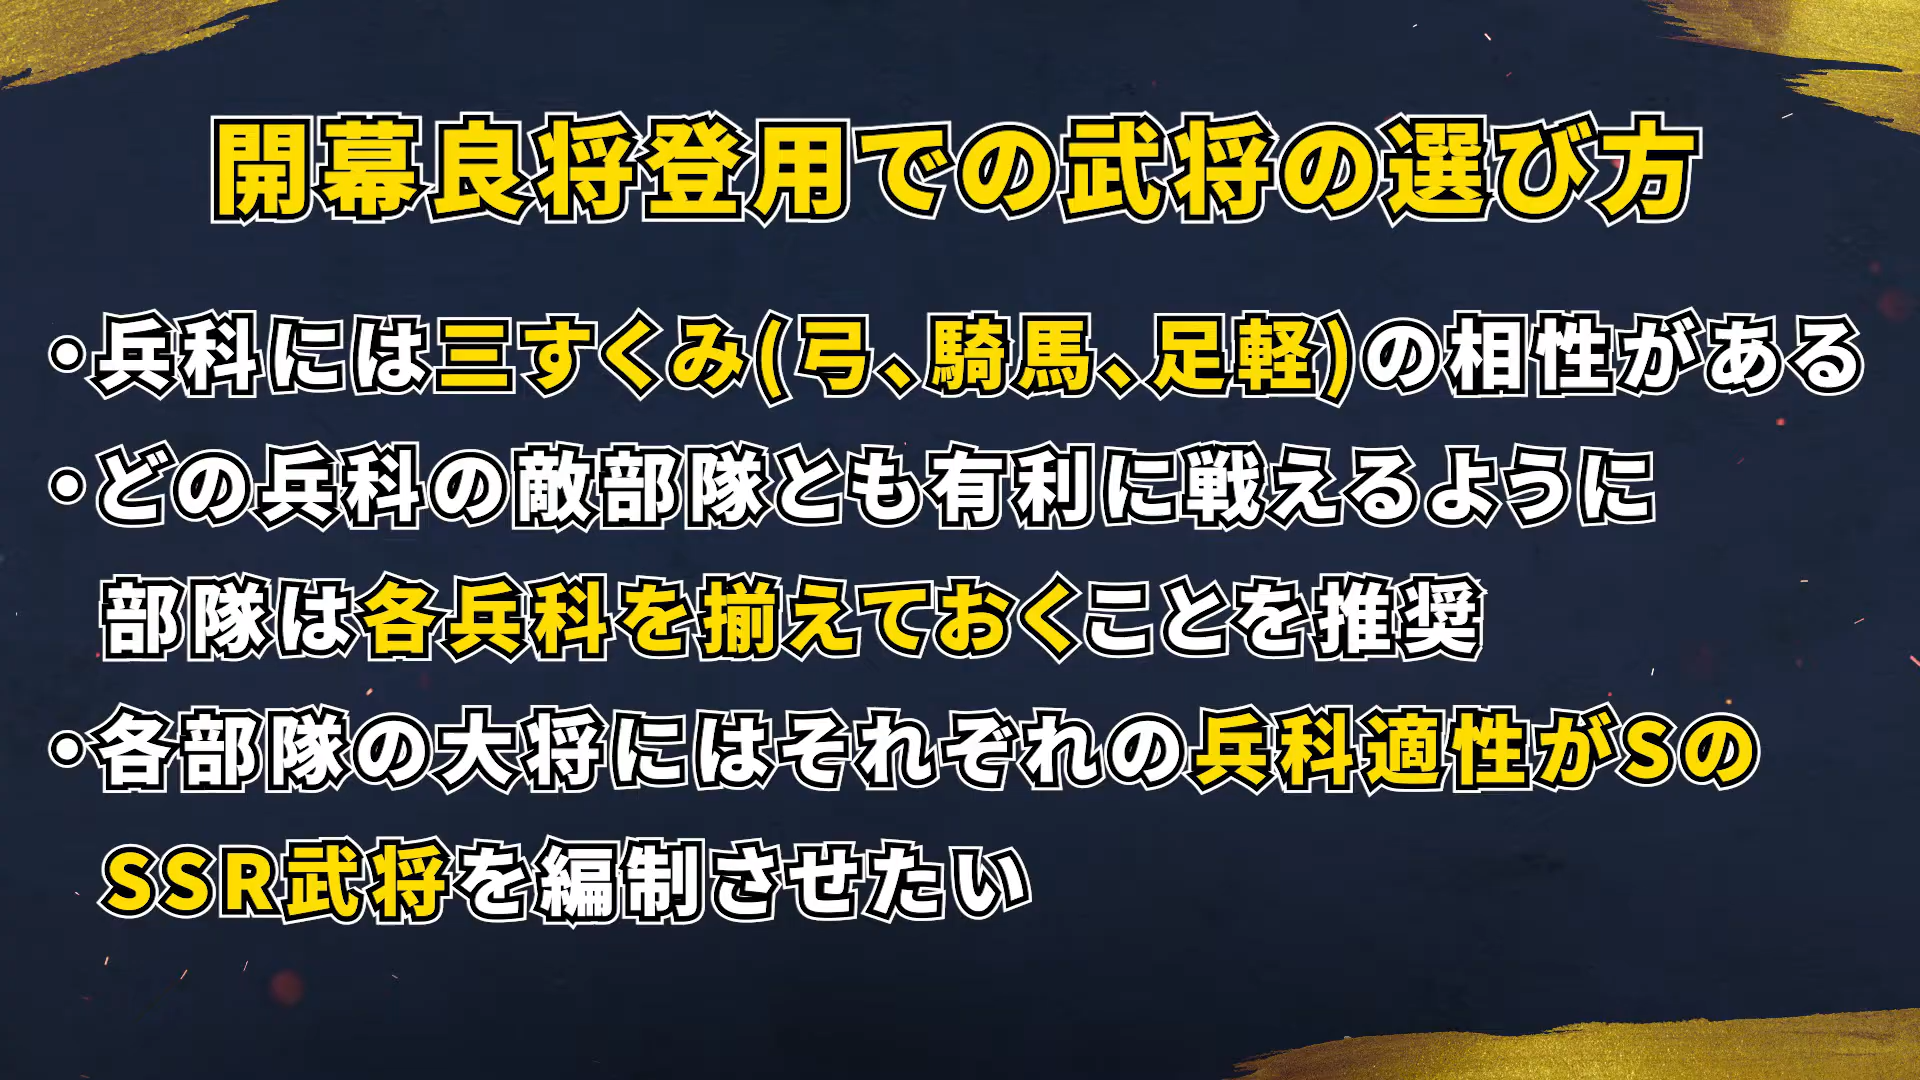 開幕良将登用での武将の選び方
・兵科には三すくみ(弓、騎馬、足軽)の相性がある
・どの兵科の敵部隊とも有利に戦えるように
部隊は各兵科を揃えておくことを推奨
・各部隊の大将にはそれぞれの兵科適性がSの
SSR武将を編制させたい